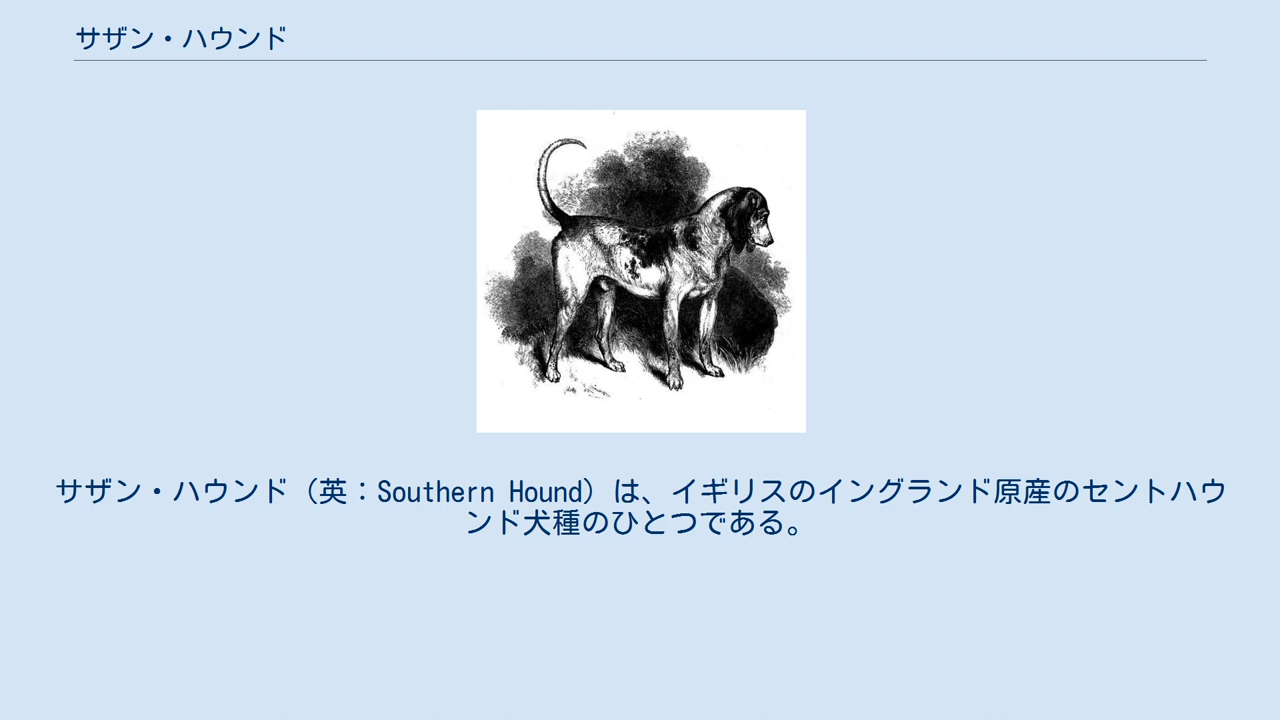 サザン・ハウンド
サザン・ハウンド（英：Southern Hound）は、イギリスのイングランド原産のセントハウ
ンド犬種のひとつである。